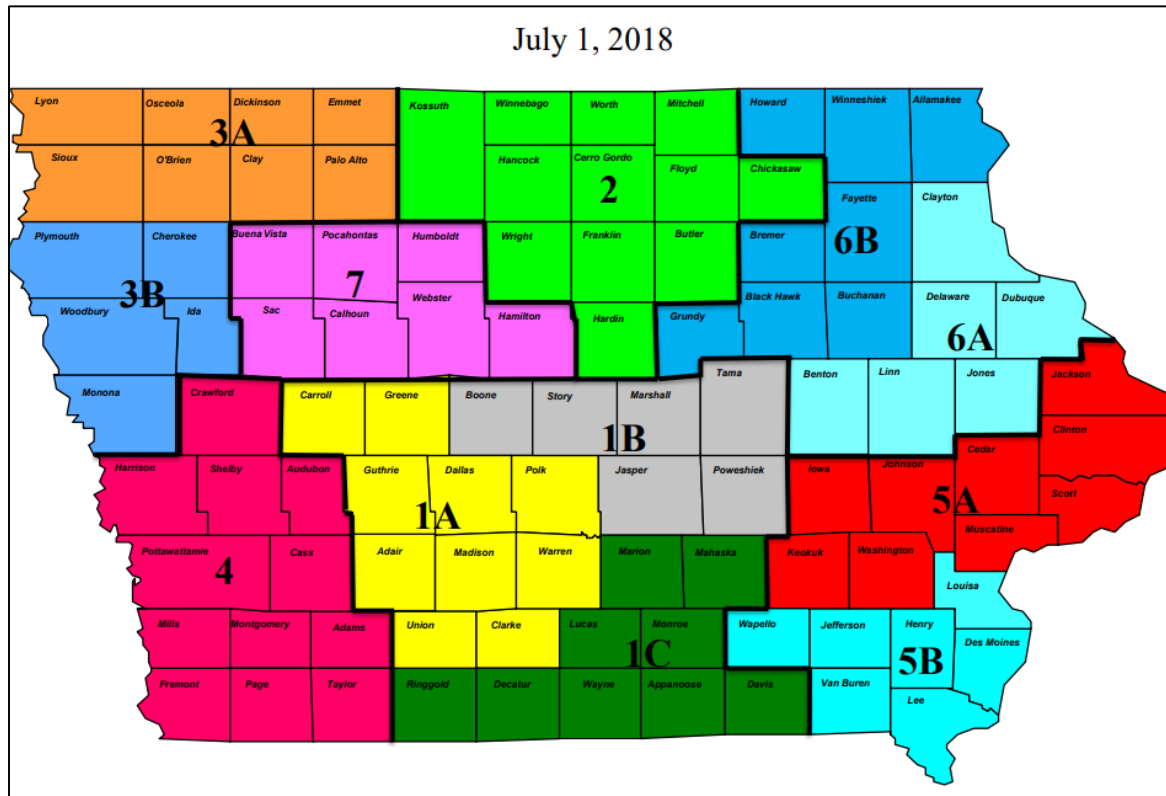 July 1, 2018
Lyon
Osceola
Dickinson
Emmet
Kossuth
Winnebago
Worth
Mitchell
Howard
Winneshiek
Allamakee
3A
Sioux
O'Brien
Clay
Palo Alto
Hancock
Cerro Gordo
Floyd
Chickasaw
2
Fayette
Clayton
Plymouth
Cherokee
Buena Vista
Pocahontas
Humboldt
Wright
Franklin
Butler
Bremer
6B
7
3B
Woodbury
Ida
Sac
Calhoun
Webster
Hamilton
Hardin
Grundy
Black Hawk
Buchanan
Delaware
Dubuque
6A
Monona
Crawford
Carroll
Greene
Boone
Story
Marshall
Tama
Benton
Linn
Jones
Jackson
1B
Clinton
Harrison
Shelby
Audubon
Guthrie
Dallas
Polk
Jasper
Poweshiek
Iowa
Johnson
Ceder
5A
Scott
1A
Muscatine
Pottawattamie
Cass
Adair
Madison
Warren
Marion
Mahaska
Keokuk
Washington
4
Louisa
Mills
Montgomery
Adams
Union
Clarke
Lucas
Monroe
Wapello
Jefferson
Henry
Des Moines
1C
5B
Fremont
Page
Taylor
Ringgold
Decatur
Wayne
Appanoose
Davis
Van Buren
Lee